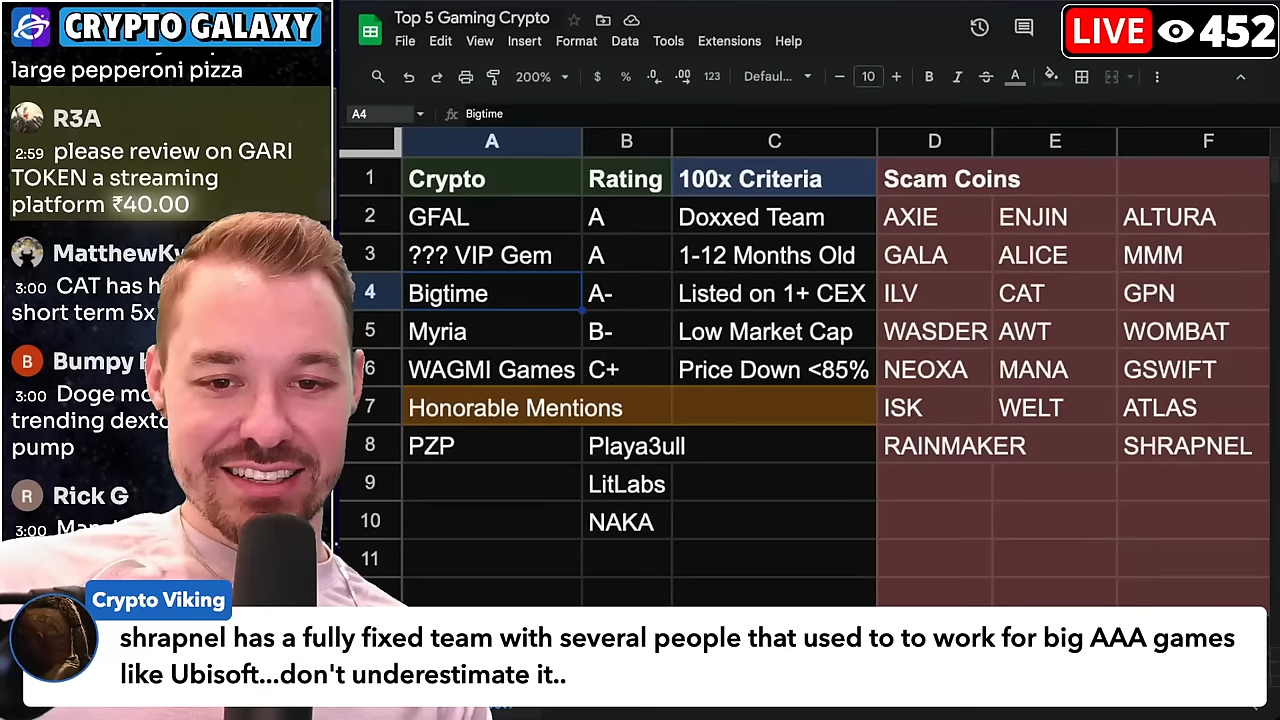 CRYPTO GALAXY
large pepperoni pizza
R3A
2:59 please review on GARI
TOKEN a streaming
platform ₹40.00
MatthewK
3:00 CAT has
short term 5x
B Bumpy
3:00 Doge
trending
pump
R Rick G
3:00
Top 5 Gaming Crypto
File Edit View Insert Format Data Tools Extensions Help
LIVE 452
200% $ % .0 .00 123 Defaul... 10 B I S A
A4 fx Bigtime
A B C D E F
1 Crypto Rating 100x Criteria Scam Coins
2 GFAL A Doxxed Team AXIE ENJIN ALTURA
3 ??? VIP Gem A 1-12 Months Old GALA ALICE MMM
4 Bigtime A- Listed on 1+ CEX ILV CAT GPN
5 Myria B- Low Market Cap WASDER AWT WOMBAT
6 WAGMI Games C+ Price Down <85% NEOXA MANA GSWIFT
7 Honorable Mentions ISK WELT ATLAS
8 PZP Playa3ull RAINMAKER SHRAPNEL
9 LitLabs
10 NAKA
11
Crypto Viking
shrapnel has a fully fixed team with several people that used to to work for big AAA games
like Ubisoft...don't underestimate it..